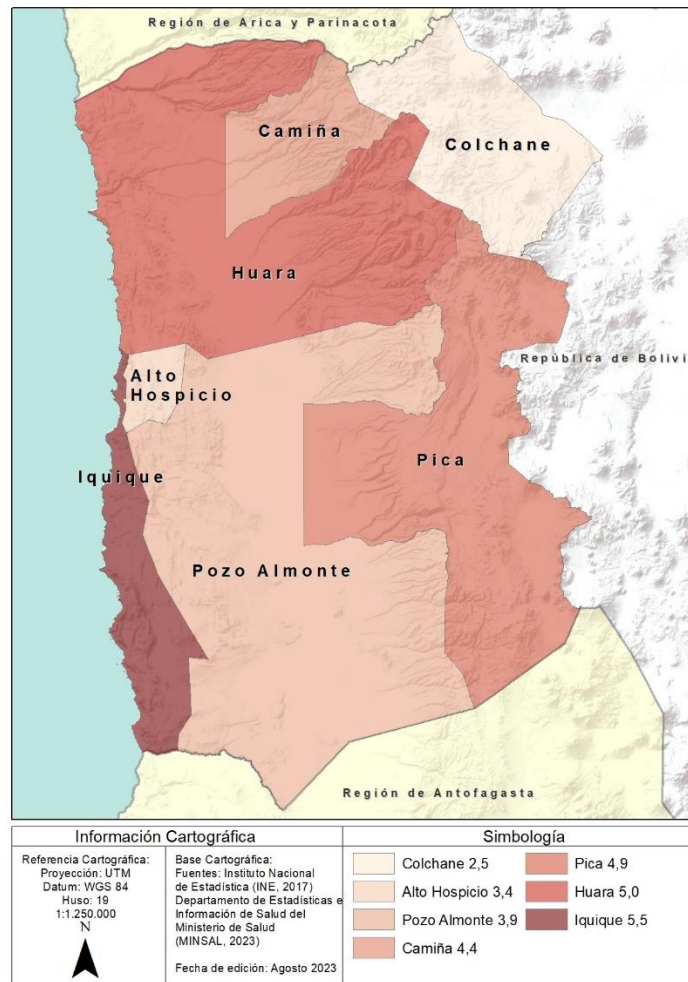 Región de Arica y Parinacota
Camiña
Colchane
Huara
República de Bolivi
Alto
Hospicio
Pica
Iquique
Pozo Almonte
Región de Antofagasta
Información Cartográfica
Referencia Cartográfica:
Proyección: UTM
Datum: WGS 84
Huso: 19
1:1.250.000
N
Base Cartográfica:
Fuentes: Instituto Nacional
de Estadística (INE, 2017)
Departamento de Estadísticas e
Información de Salud del
Ministerio de Salud
(MINSAL, 2023)
Fecha de edición: Agosto 2023
Simbología
Colchane 2,5
Alto Hospicio 3,4
Pozo Almonte 3,9
Camiña 4,4
Pica 4,9
Huara 5,0
Iquique 5,5